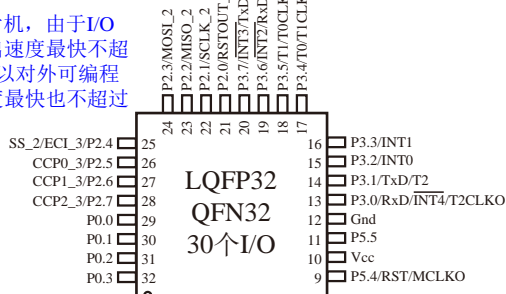 片机，由于I/O
出速度最快不超
以对外可编程
度最快也不超过
P2.3/MOSI_2
P2.2/MISO_2
P2.1/SCLK_2
P2.0/RSTOUT_
P3.7/INT3/TxD
P3.6/INT2/RxD
P3.5/T1/T0CLK
P3.4/T0/T1CLK
24 23 22 21 20 19 18 17
SS_2/ECI_3/P2.4 25
CCP0_3/P2.5 26
CCP1_3/P2.6 27
CCP2_3/P2.7 28
P0.0 29
P0.1 30
P0.2 31
P0.3 32
LQFP32
QFN32
30个I/O
16 P3.3/INT1
15 P3.2/INT0
14 P3.1/TxD/T2
13 P3.0/RxD/INT4/T2CLKO
12 Gnd
11 P5.5
10 Vcc
9 P5.4/RST/MCLKO